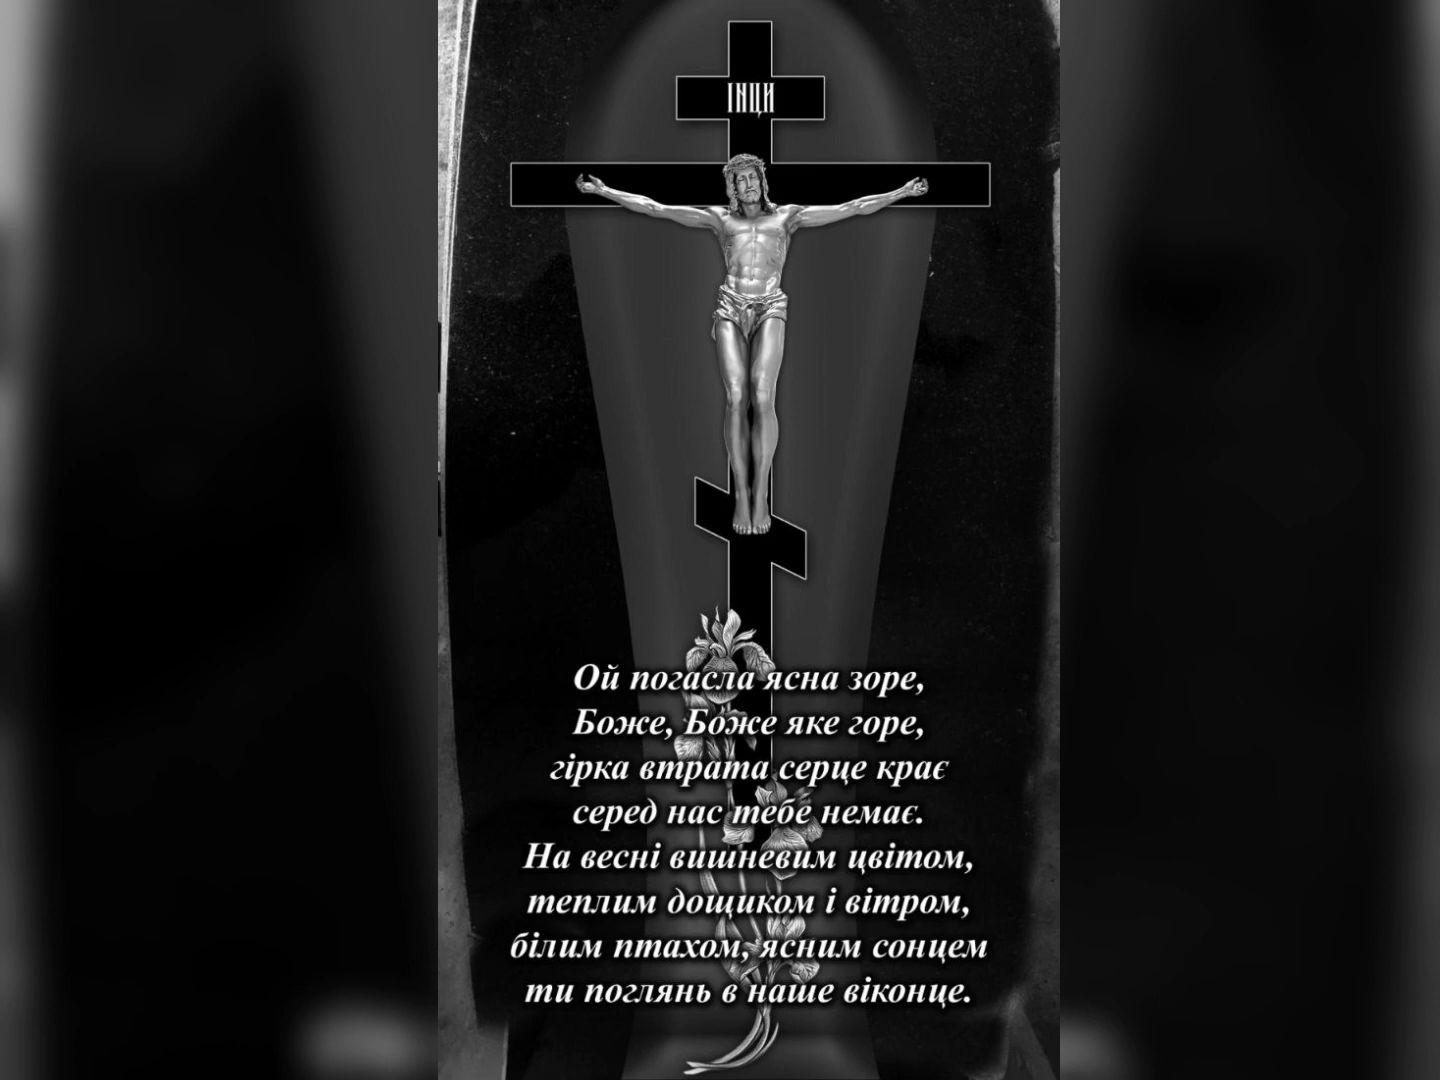 ІНЦИ
Ой погасла ясна зоре,
Боже, Боже яке горе,
гірка втрата серце крає
серед нас тебе немає.
На весні вишневим цвітом,
теплим дощиком і вітром,
білим птахом, ясним сонцем
ти поглянь в наше віконце.